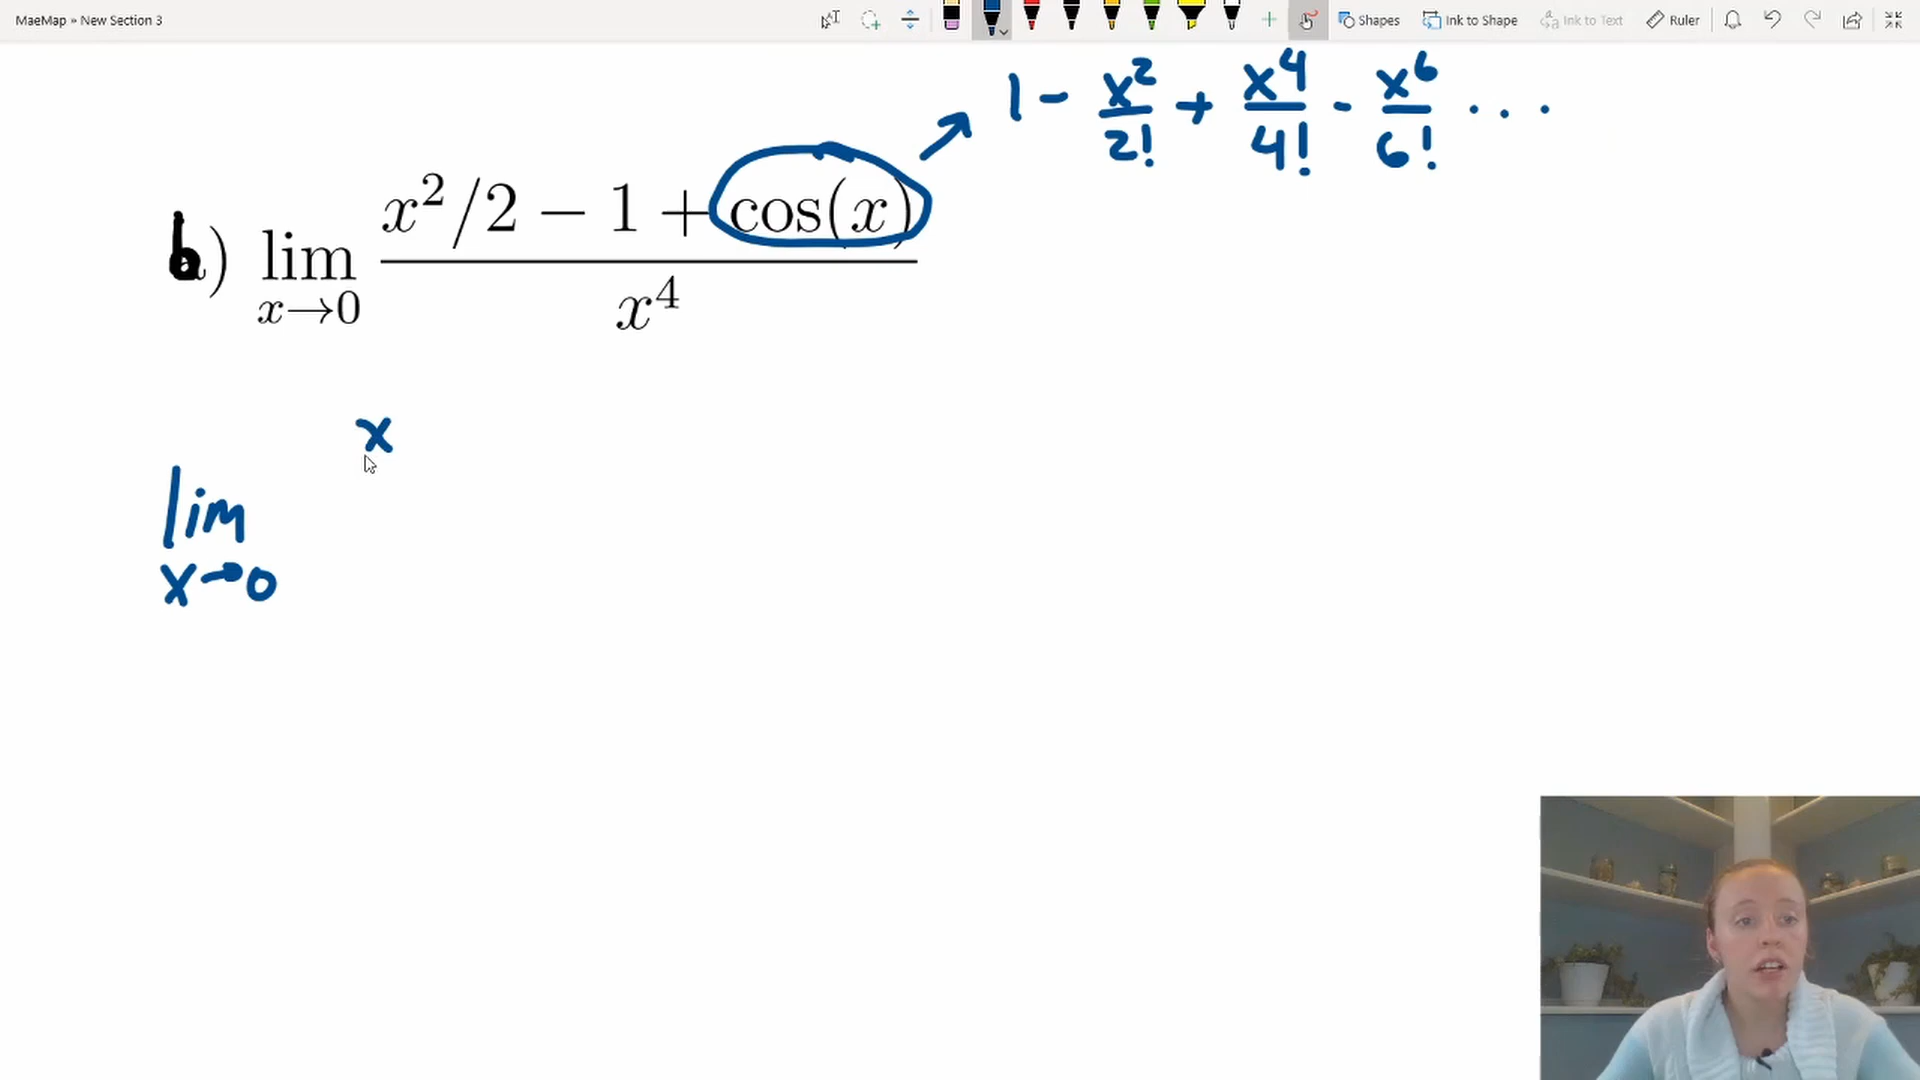 MaeMap » New Section 3
Shapes Ink to Shape Ink to Text Ruler
1 - x²/2! + x⁴/4! - x⁶/6! ...
b) lim x→0 (x²/2 − 1 + cos(x))/x⁴
x
lim
x→0